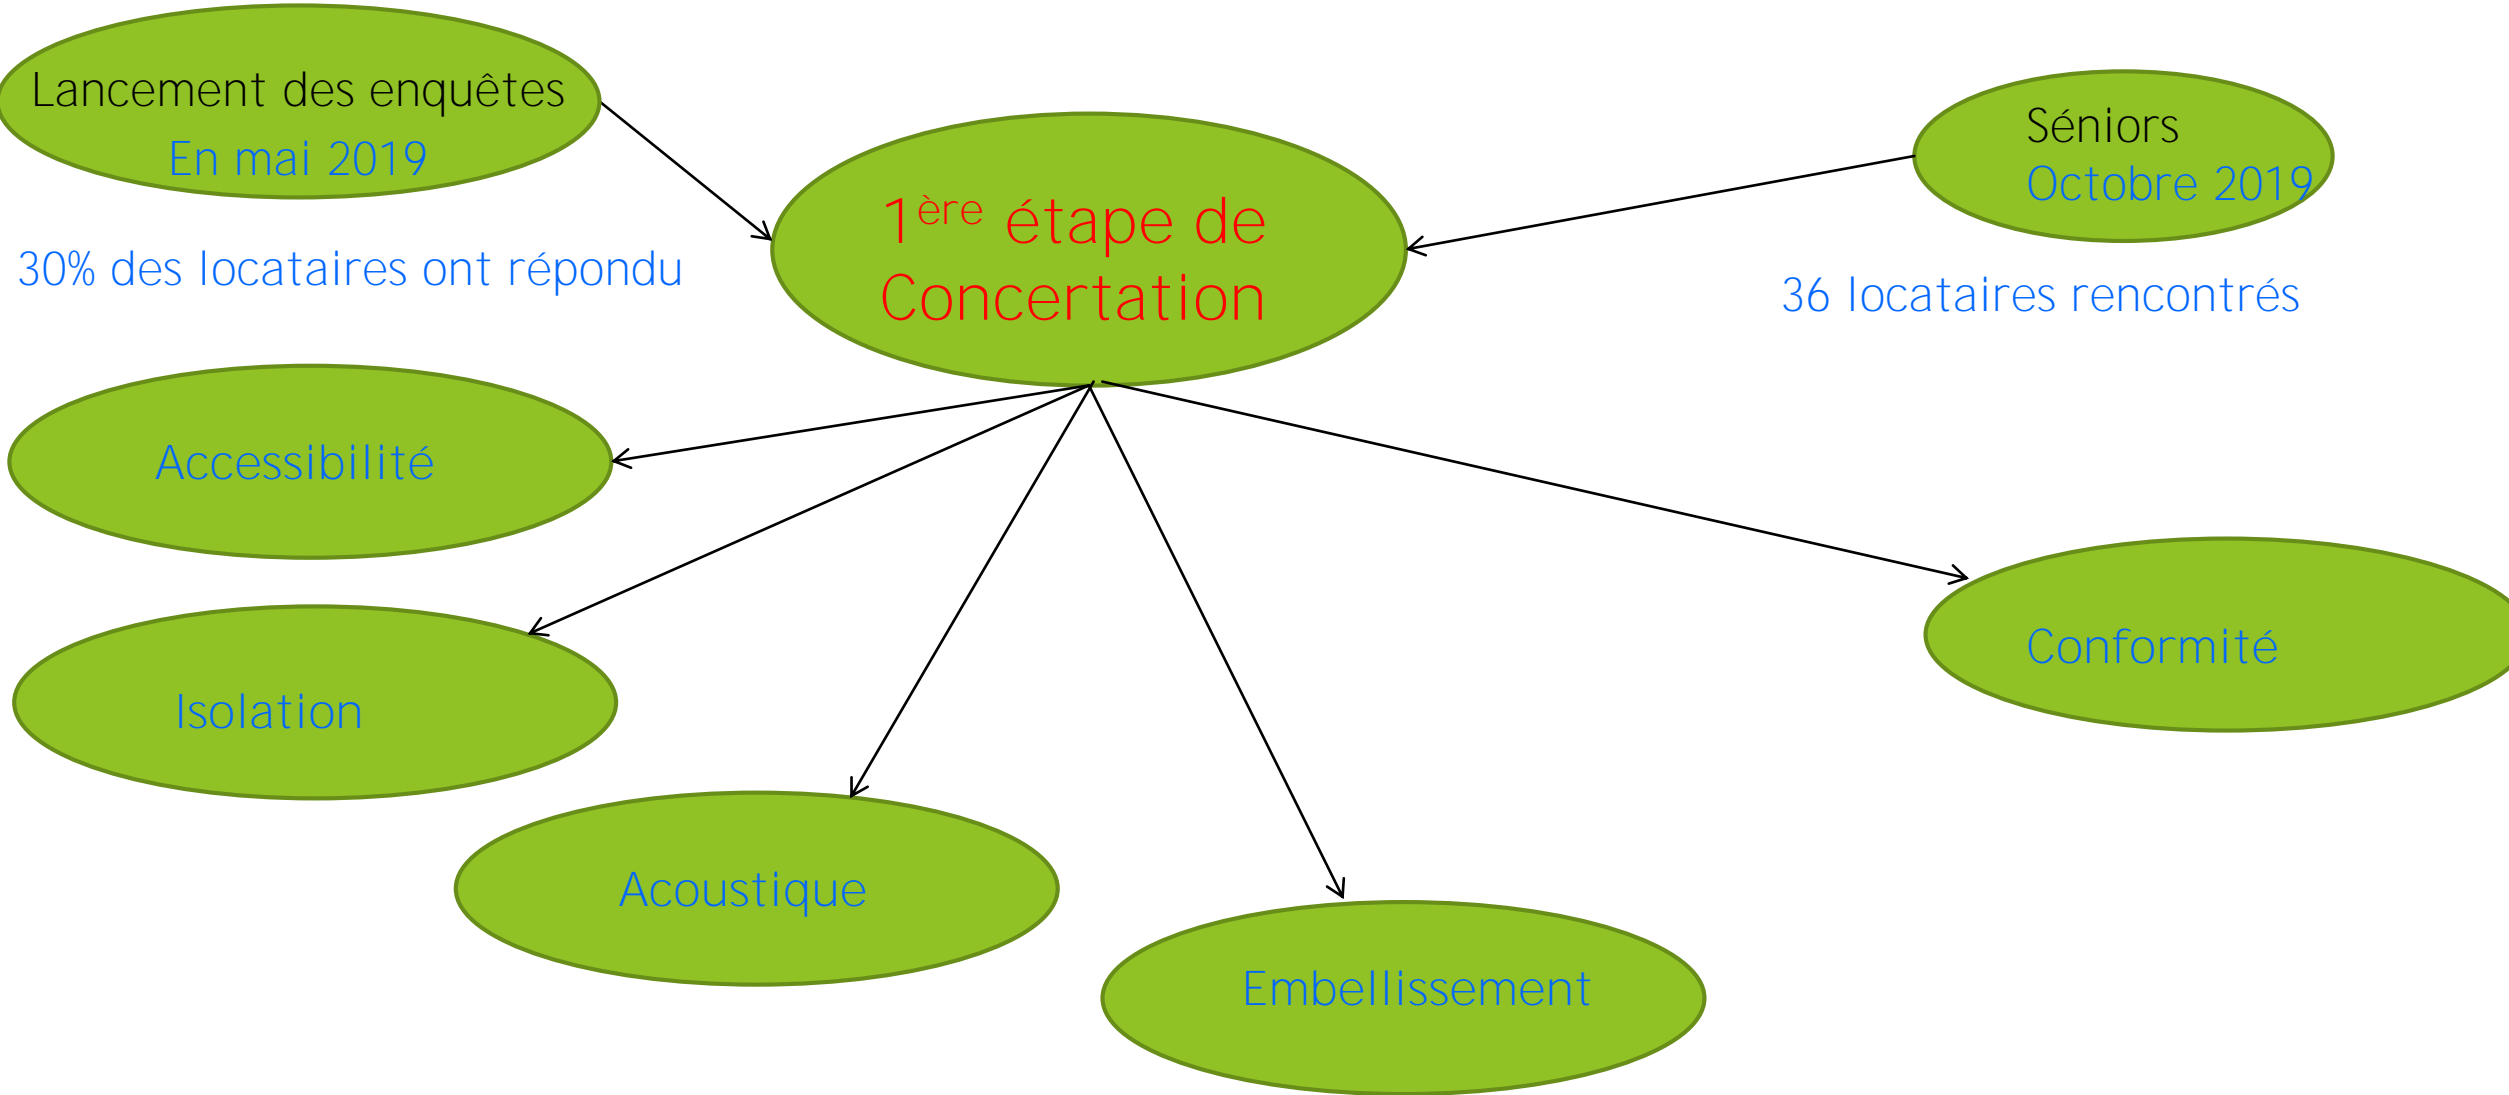 Lancement des enquêtes
En mai 2019
30% des locataires ont répondu
1ère étape de
Concertation
Séniors
Octobre 2019
36 locataires rencontrés
Accessibilité
Isolation
Acoustique
Embellissement
Conformité